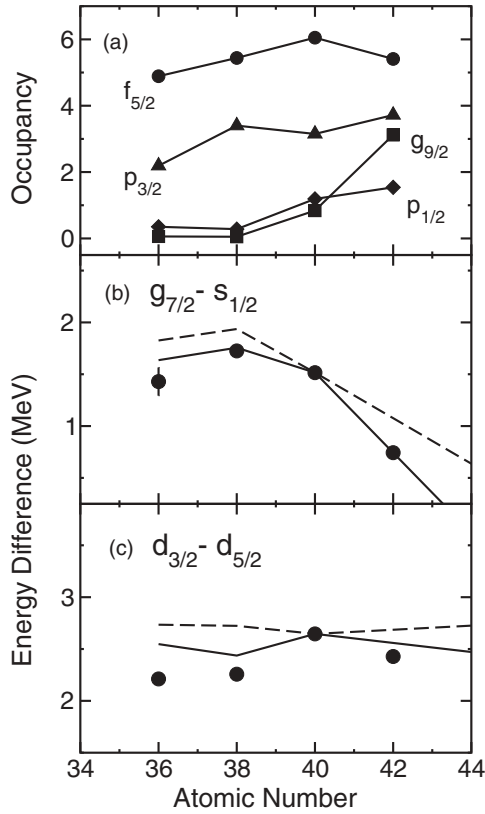 (a)
6
4
2
0
Occupancy
f5/2
p3/2
g9/2
p1/2
(b) g7/2 - s1/2
2
1
Energy Difference (MeV)
(c) d3/2 - d5/2
3
2
34 36 38 40 42 44
Atomic Number